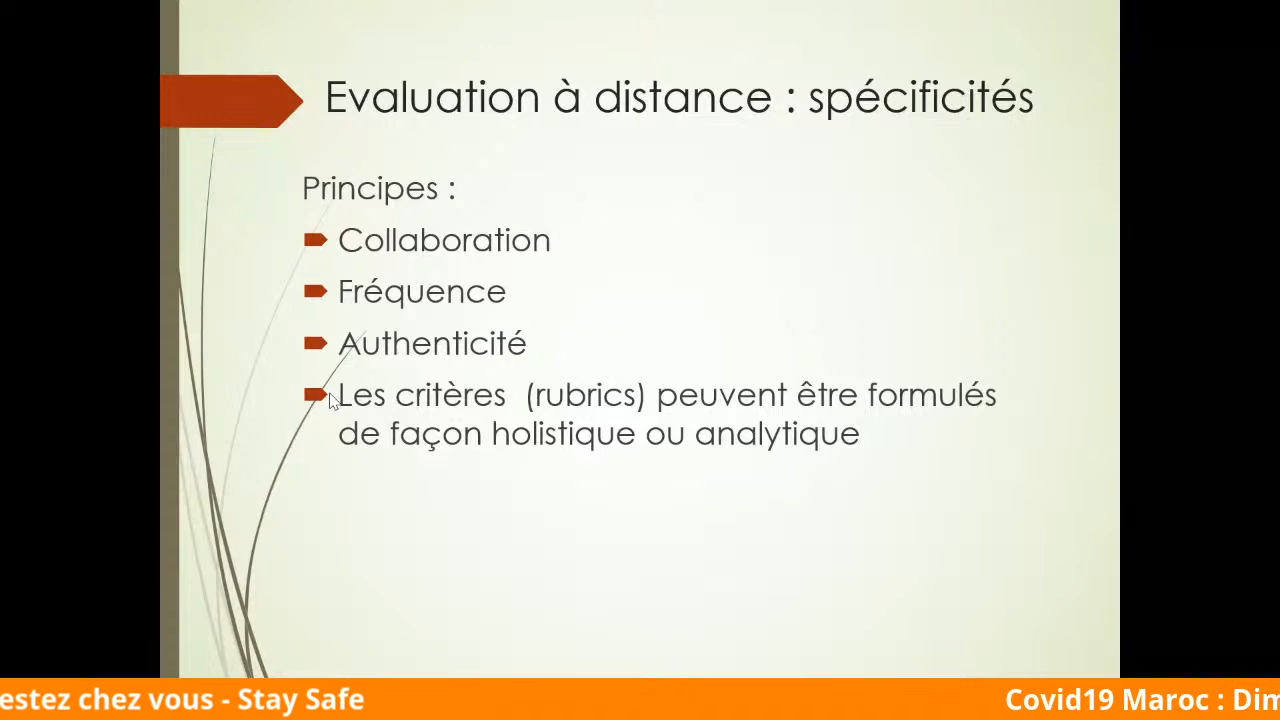 Evaluation à distance : spécificités
Principes :
Collaboration
Fréquence
Authenticité
Les critères (rubrics) peuvent être formulés
de façon holistique ou analytique
estez chez vous - Stay Safe
Covid19 Maroc : Dim